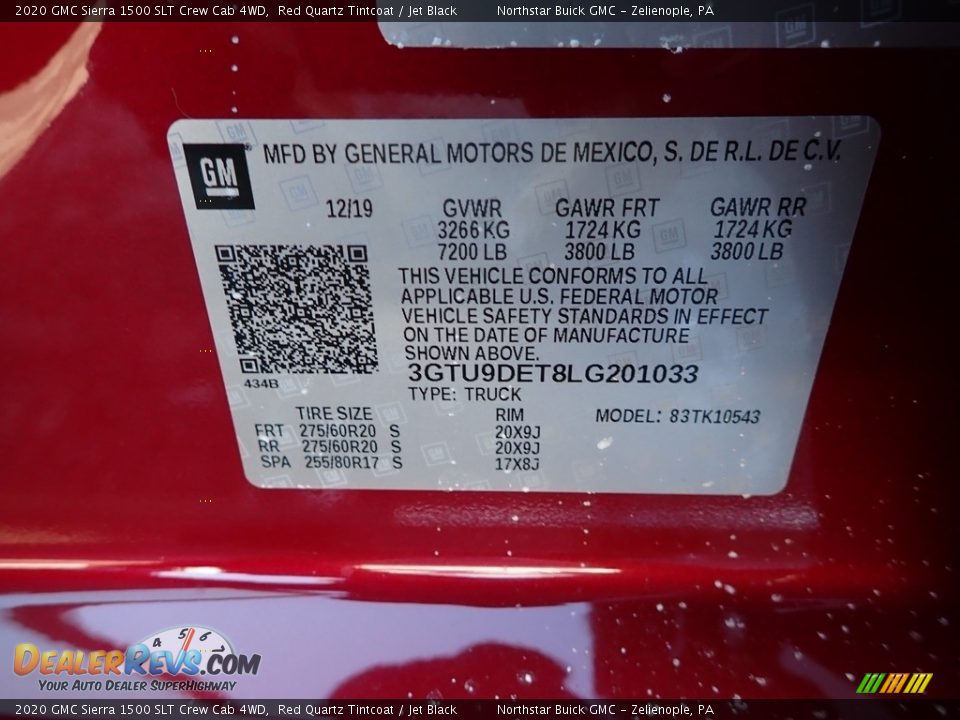 2020 GMC Sierra 1500 SLT Crew Cab 4WD, Red Quartz Tintcoat / Jet Black Northstar Buick GMC – Zelienople, PA
GM MFD BY GENERAL MOTORS DE MEXICO, S. DE R.L. DE C.V.
12/19 GVWR GAWR FRT GAWR RR
3266 KG 1724 KG 1724 KG
7200 LB 3800 LB 3800 LB
THIS VEHICLE CONFORMS TO ALL
APPLICABLE U.S. FEDERAL MOTOR
VEHICLE SAFETY STANDARDS IN EFFECT
ON THE DATE OF MANUFACTURE
SHOWN ABOVE.
434B 3GTU9DET8LG201033
TYPE: TRUCK
TIRE SIZE RIM MODEL: 83TK10543
FRT 275/60R20 S 20X9J
RR 275/60R20 S 20X9J
SPA 255/80R17 S 17X8J
4 5 6
DealerRevs.com
Your Auto Dealer SuperHighway
2020 GMC Sierra 1500 SLT Crew Cab 4WD, Red Quartz Tintcoat / Jet Black Northstar Buick GMC – Zelienople, PA